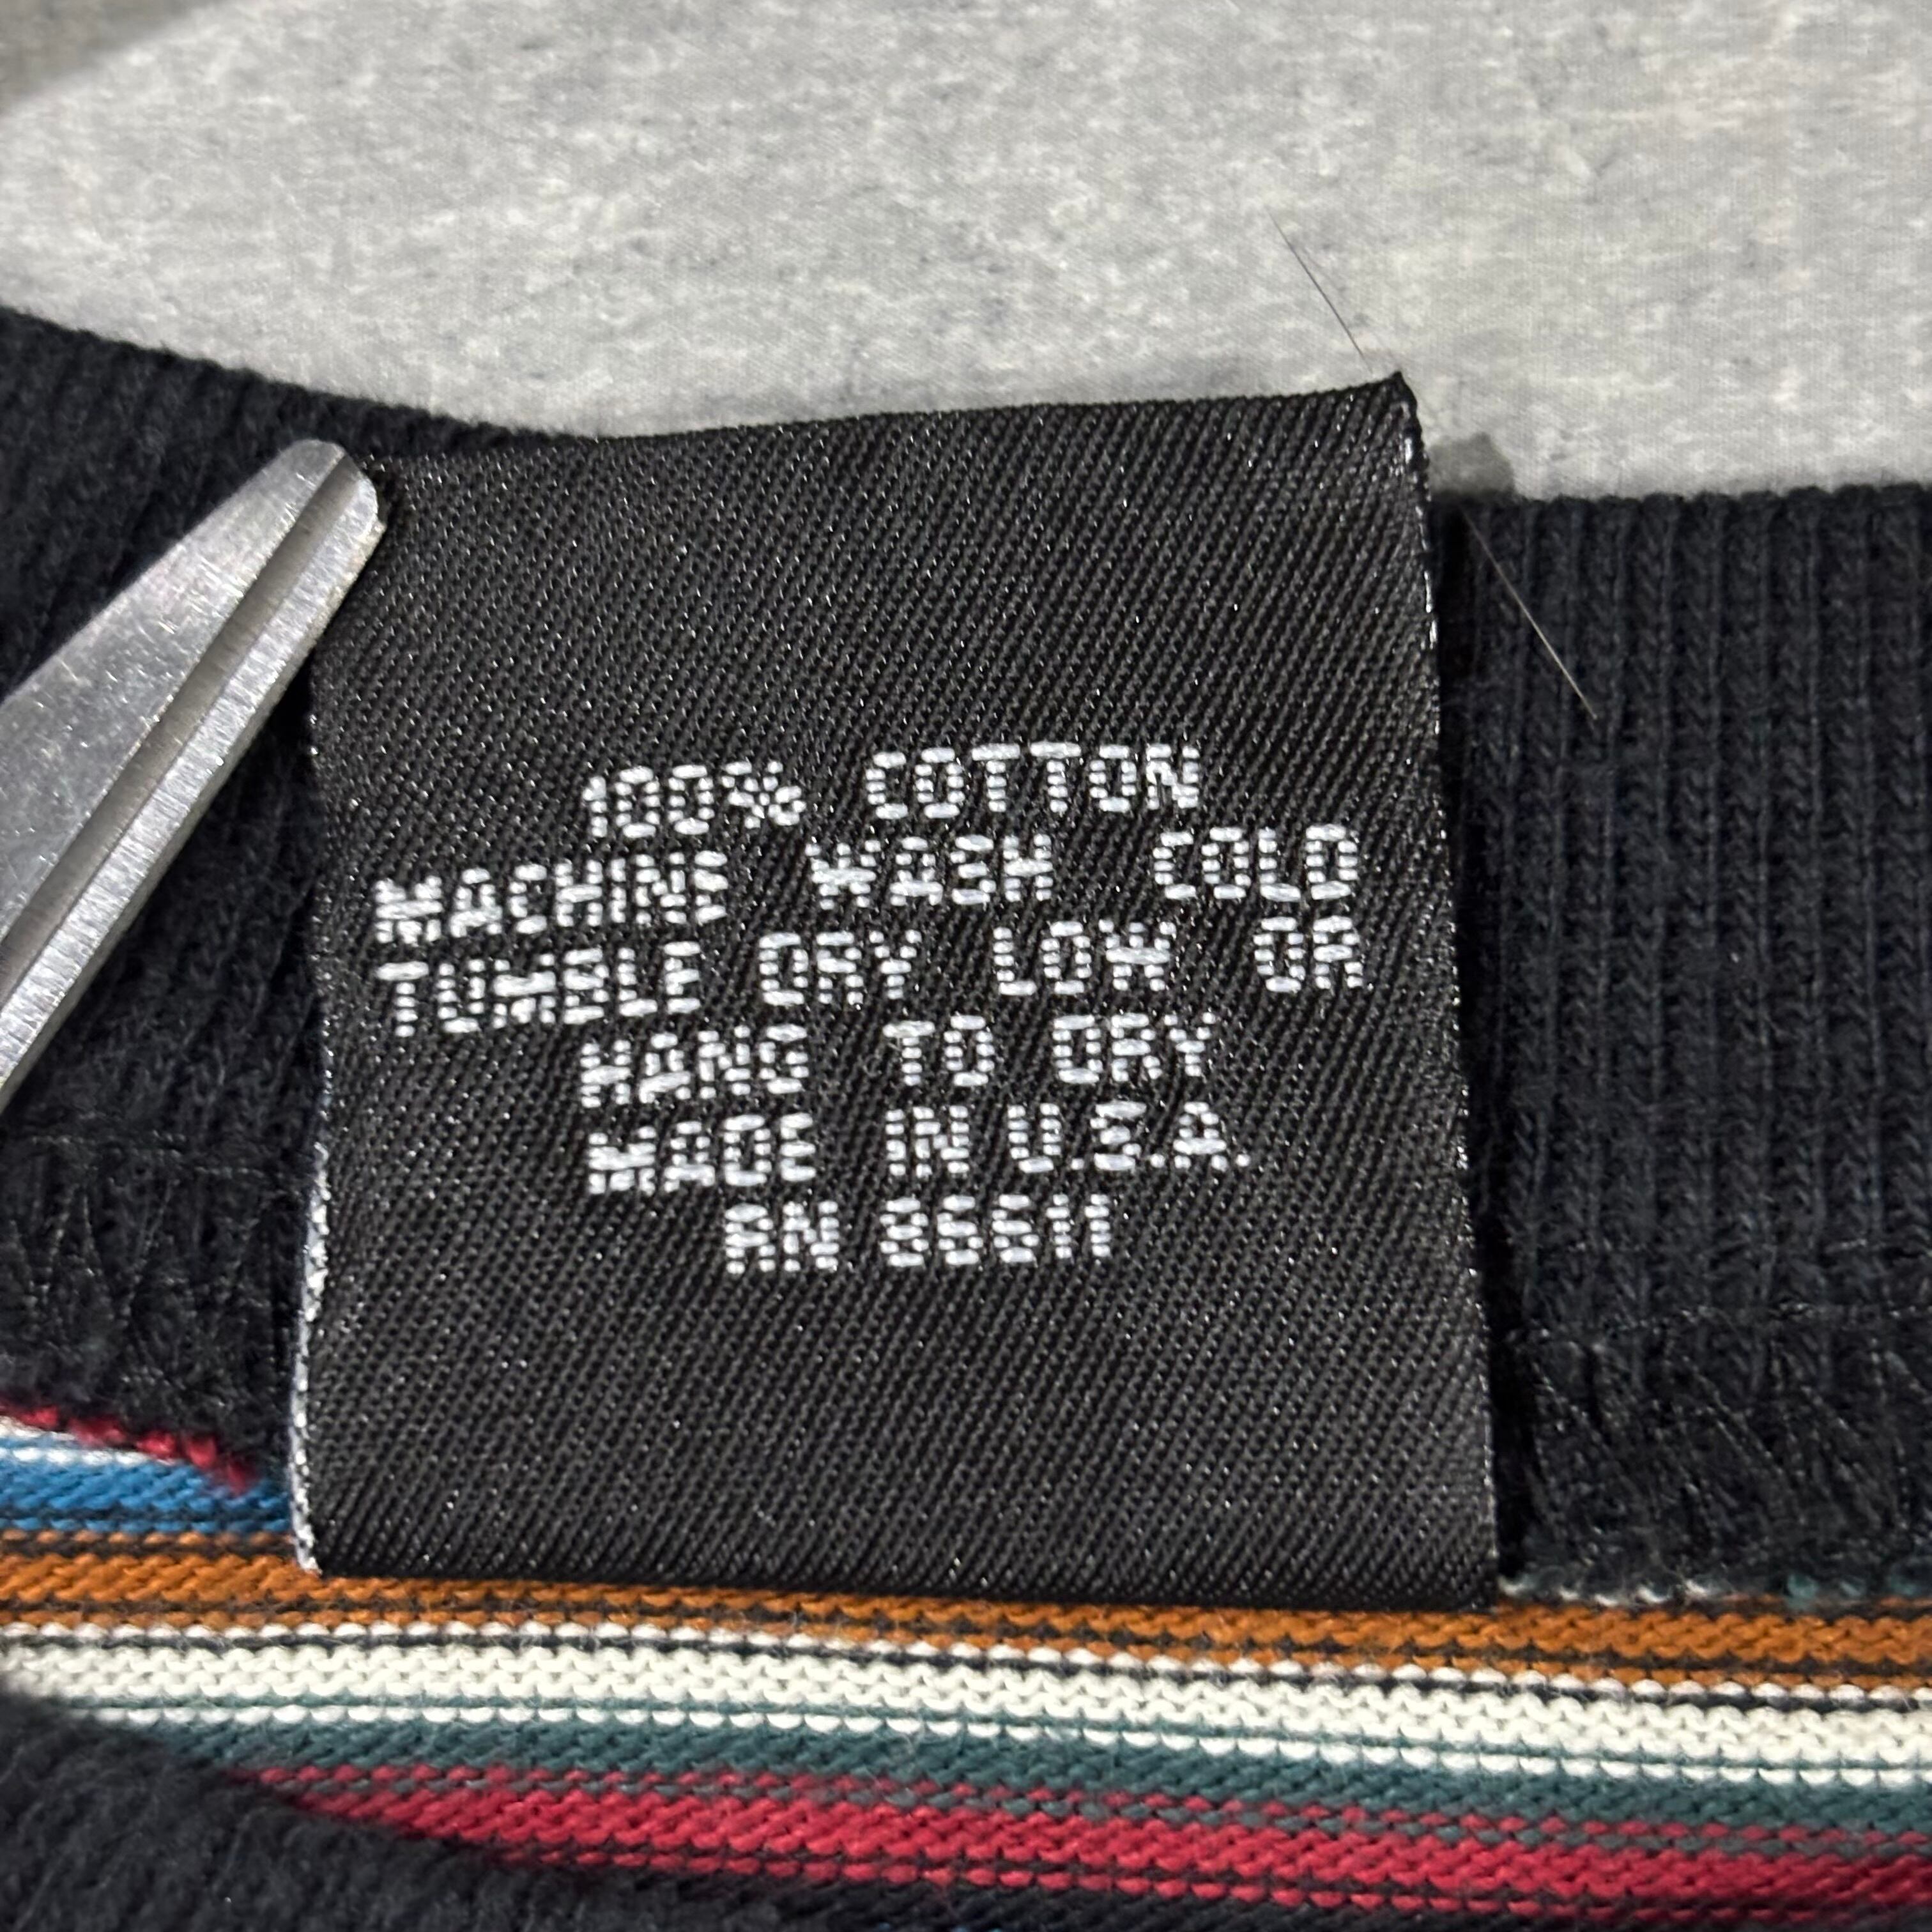 100% COTTON
MACHINE WASH COLD
TUMBLE DRY LOW OR
HANG TO DRY
MADE IN U.S.A.
RN 86611